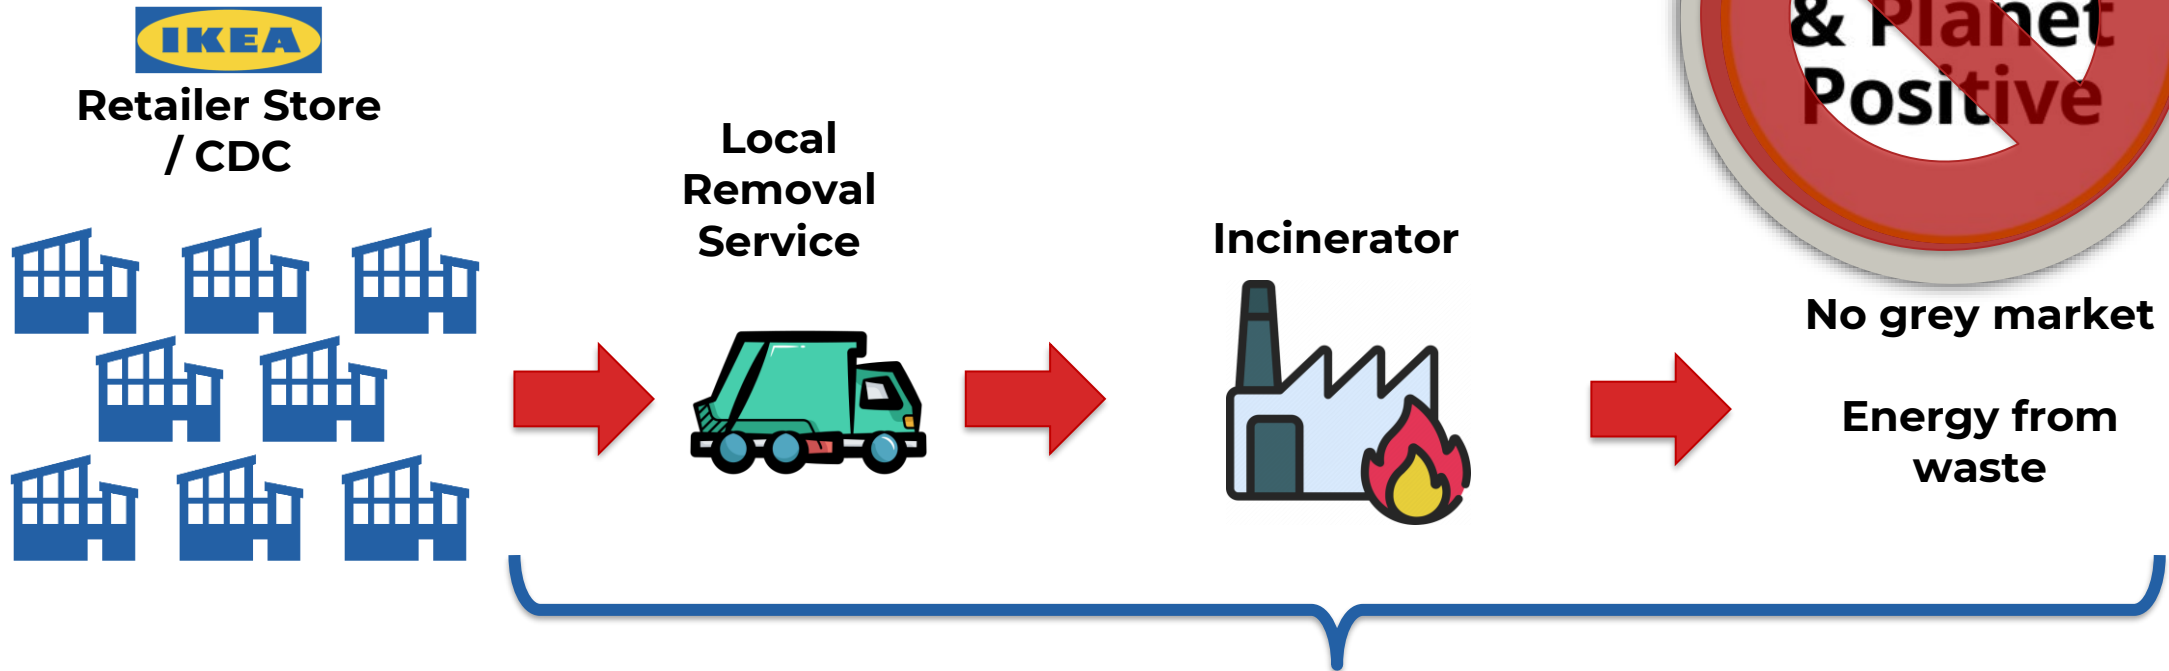 IKEA
Retailer Store
/ CDC
Local
Removal
Service
Incinerator
& Planet
Positive
No grey market
Energy from
waste